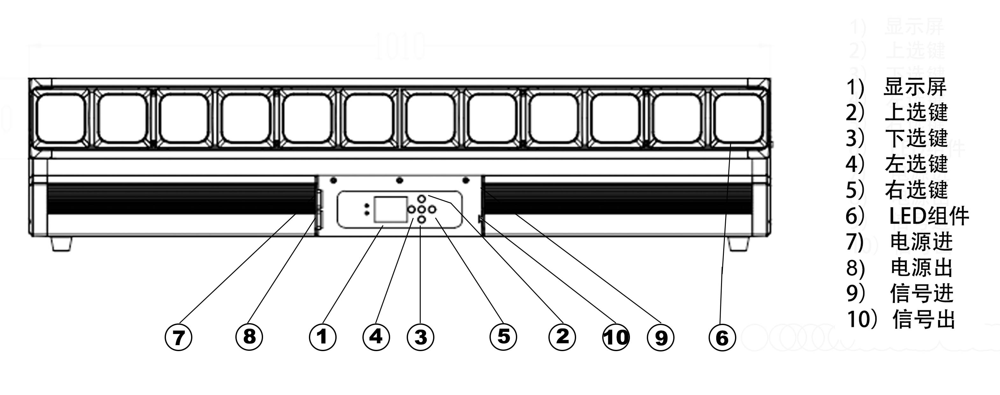 1010
1) 显示屏
2) 上选键
3) 下选键
4) 左选键
5) 右选键
6) LED组件
7) 电源进
8) 电源出
9) 信号进
10) 信号出
7 8 1 4 3 5 2 10 9 6